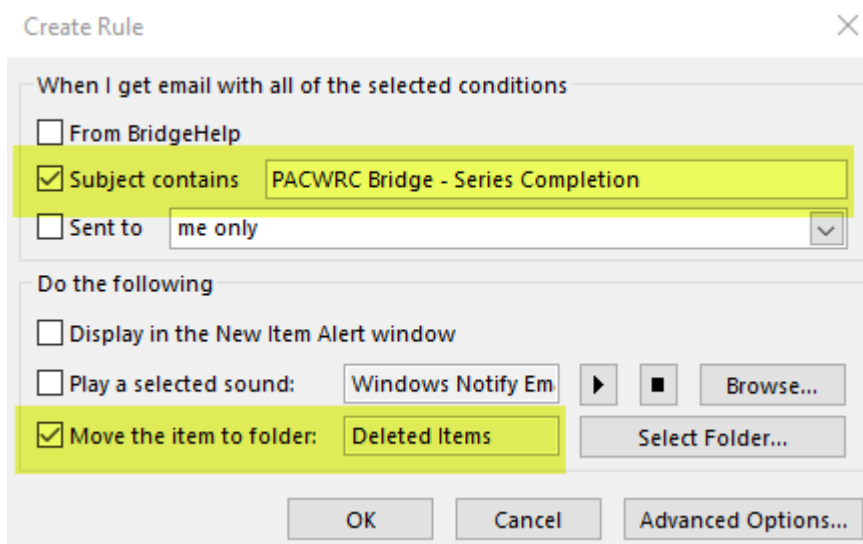 Create Rule
When I get email with all of the selected conditions
From BridgeHelp
Subject contains PACWRC Bridge - Series Completion
Sent to me only
Do the following
Display in the New Item Alert window
Play a selected sound: Windows Notify Em Browse...
Move the item to folder: Deleted Items Select Folder...
OK Cancel Advanced Options...